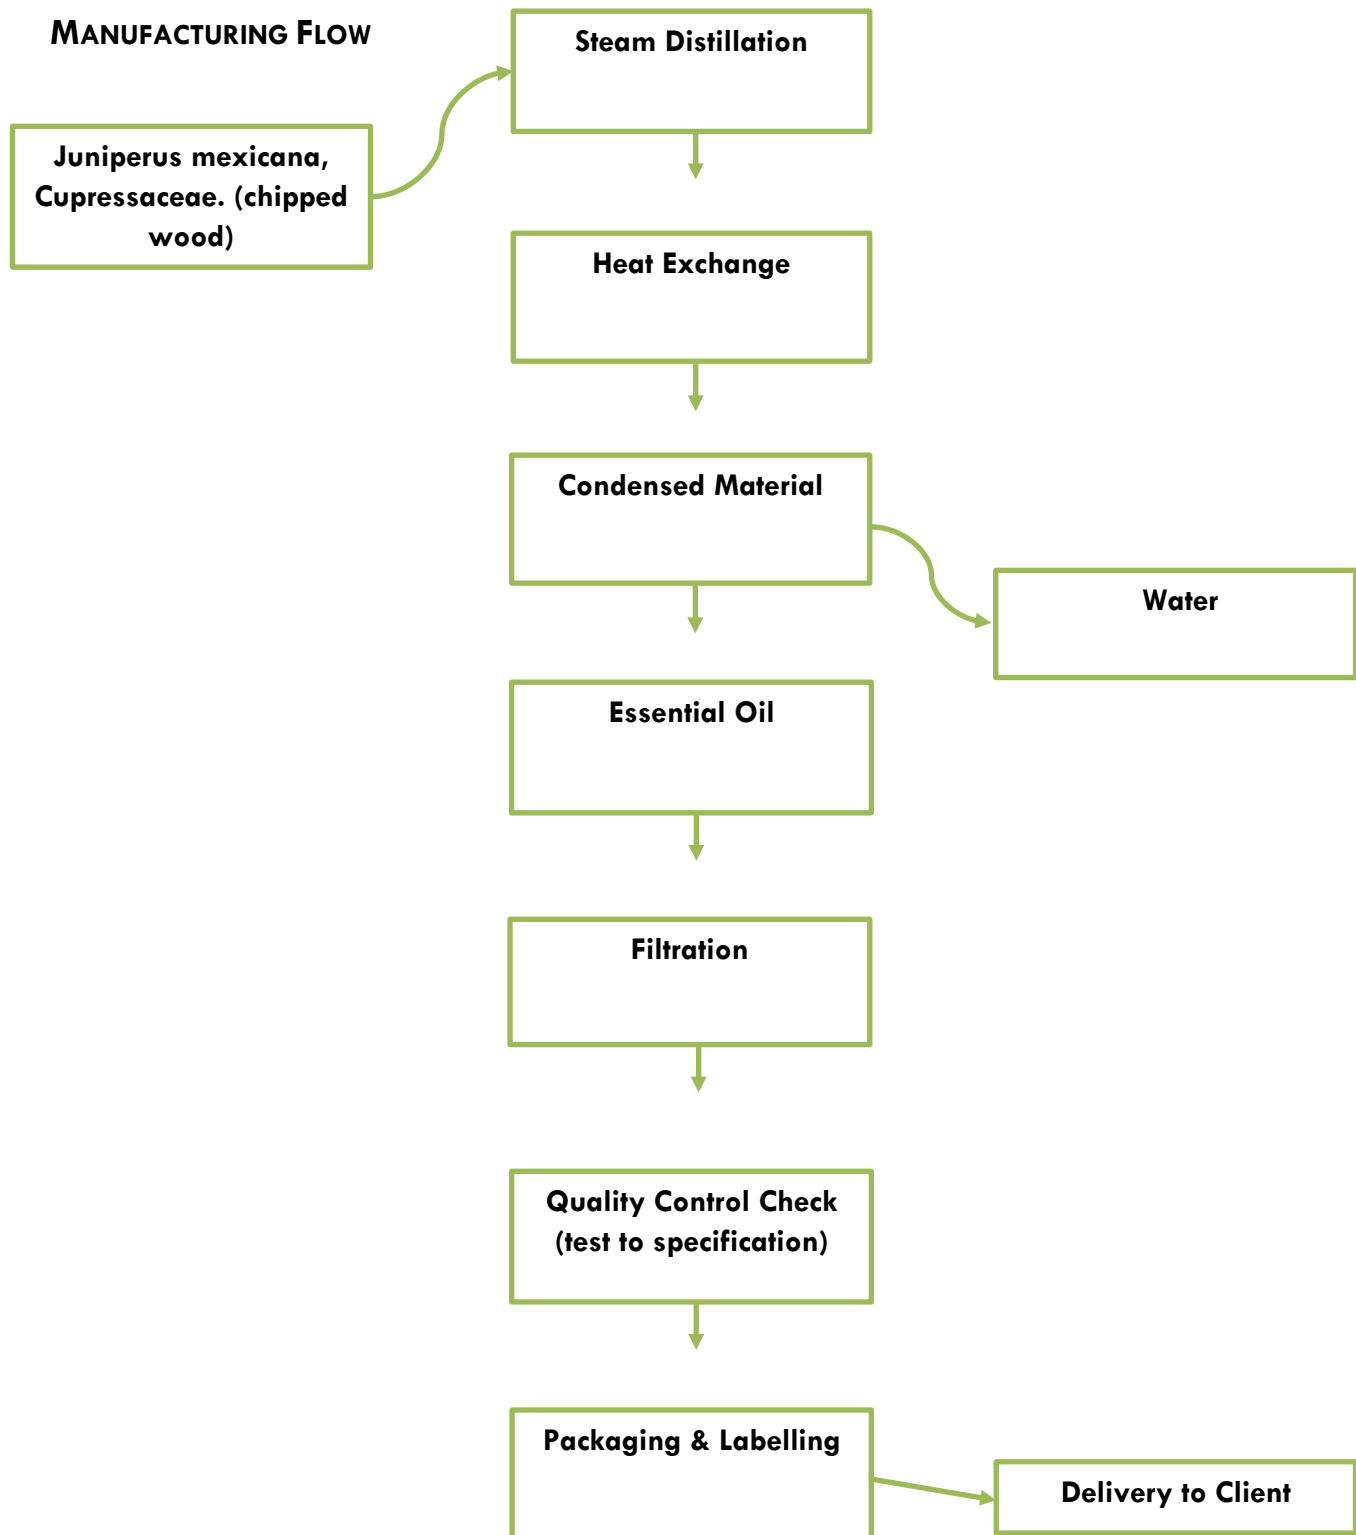 MANUFACTURING FLOW
Steam Distillation
Juniperus mexicana,
Cupressaceae. (chipped
wood)
Heat Exchange
Condensed Material
Water
Essential Oil
Filtration
Quality Control Check
(test to specification)
Packaging & Labelling
Delivery to Client